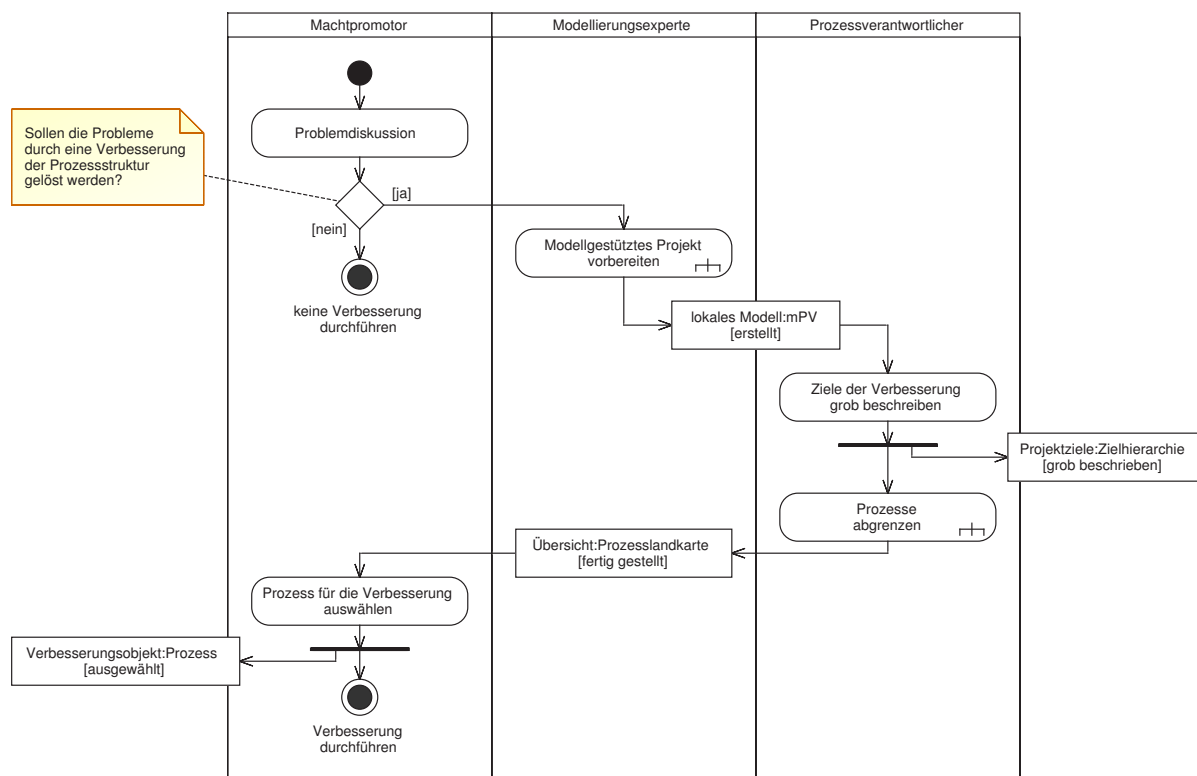 Machtpromotor
Modellierungsexperte
Prozessverantwortlicher
Problemdiskussion
Sollen die Probleme
durch eine Verbesserung
der Prozessstruktur
gelöst werden?
[ja]
[nein]
Modellgestütztes Projekt
vorbereiten
keine Verbesserung
durchführen
lokales Modell:mPV
[erstellt]
Ziele der Verbesserung
grob beschreiben
Projektziele:Zielhierarchie
[grob beschrieben]
Prozesse
abgrenzen
Übersicht:Prozesslandkarte
[fertig gestellt]
Prozess für die Verbesserung
auswählen
Verbesserungsobjekt:Prozess
[ausgewählt]
Verbesserung
durchführen